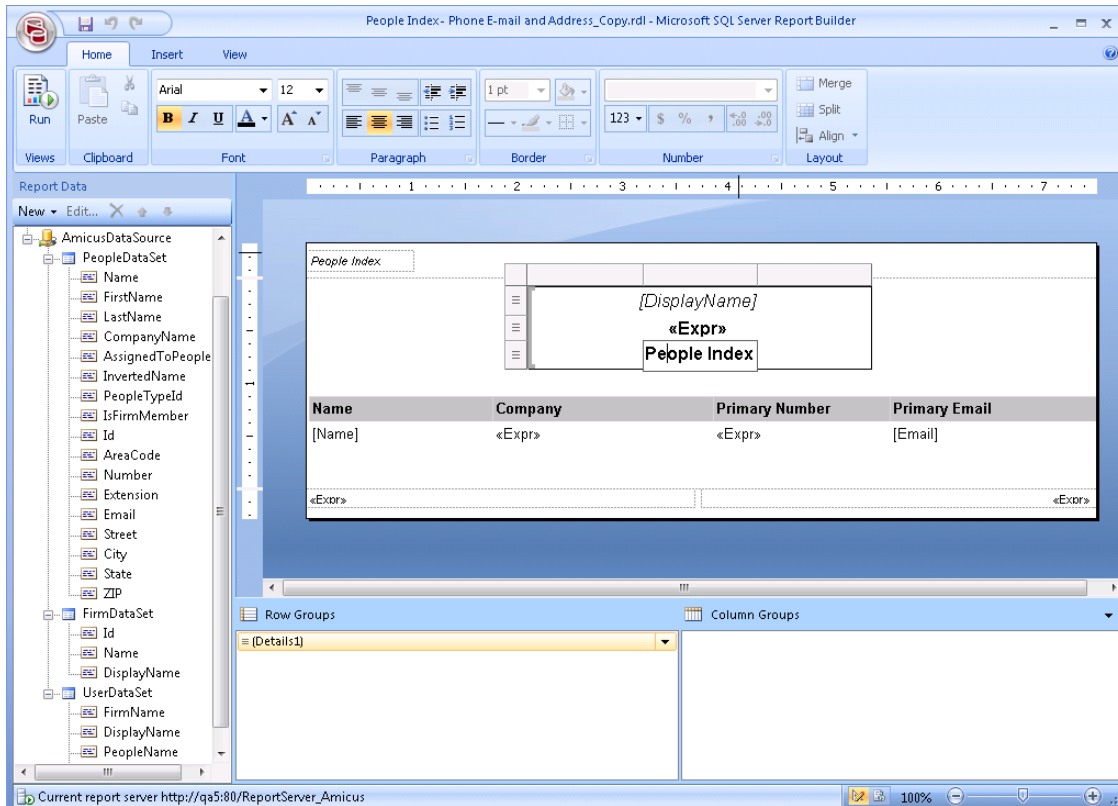 People Index- Phone E-mail and Address_Copy.rdl - Microsoft SQL Server Report Builder
Home Insert View
Run
Paste
Arial 12
B I U A A A
1 pt
123 $ % ,
Merge
Split
Align
Views Clipboard Font Paragraph Border Number Layout
Report Data
New Edit...
AmicusDataSource
PeopleDataSet
Name
FirstName
LastName
CompanyName
AssignedToPeople
InvertedName
PeopleTypeId
IsFirmMember
Id
AreaCode
Number
Extension
Email
Street
City
State
ZIP
FirmDataSet
Id
Name
DisplayName
UserDataSet
FirmName
DisplayName
PeopleName
1 2 3 4 5 6 7
1
People Index
[DisplayName]
«Expr»
People Index
Name Company Primary Number Primary Email
[Name] «Expr» «Expr» [Email]
«Expr» «Expr»
Row Groups Column Groups
(Details1)
Current report server http://qa5:80/ReportServer_Amicus 100%